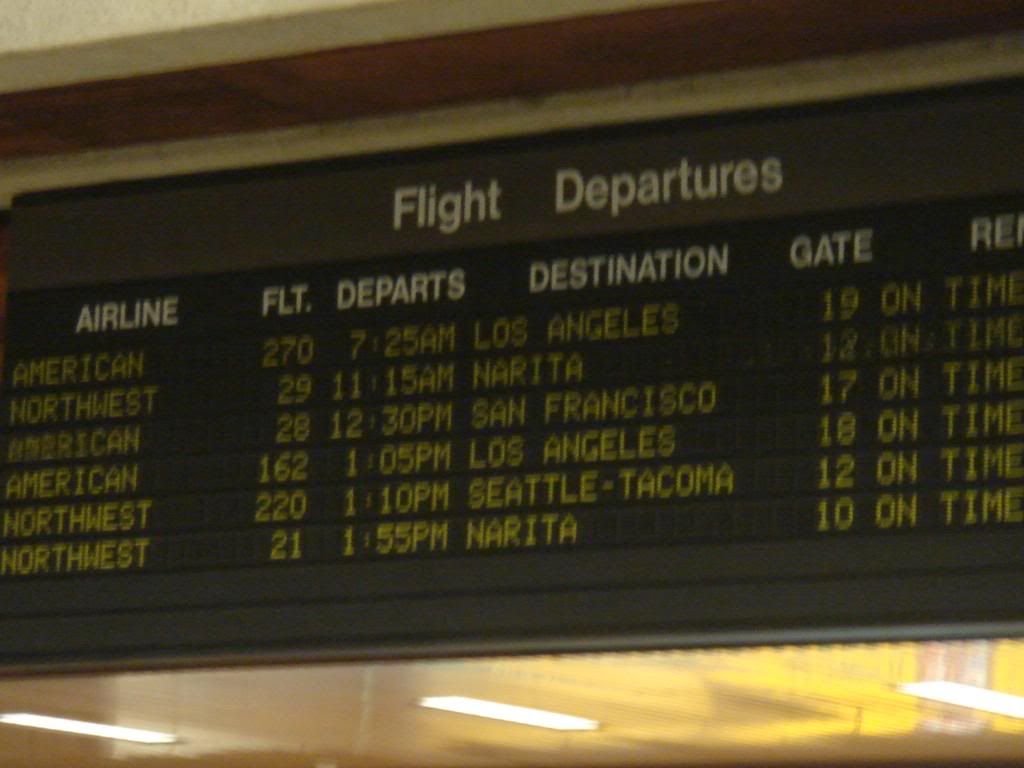 Flight Departures
AIRLINE FLT. DEPARTS DESTINATION GATE
AMERICAN 270 7:25AM LOS ANGELES 19 ON TIME
NORTHWEST 29 11:15AM NARITA 12 ON TIME
AMERICAN 28 12:30PM SAN FRANCISCO 17 ON TIME
AMERICAN 162 1:05PM LOS ANGELES 18 ON TIME
NORTHWEST 220 1:10PM SEATTLE-TACOMA 12 ON TIME
NORTHWEST 21 1:55PM NARITA 10 ON TIME